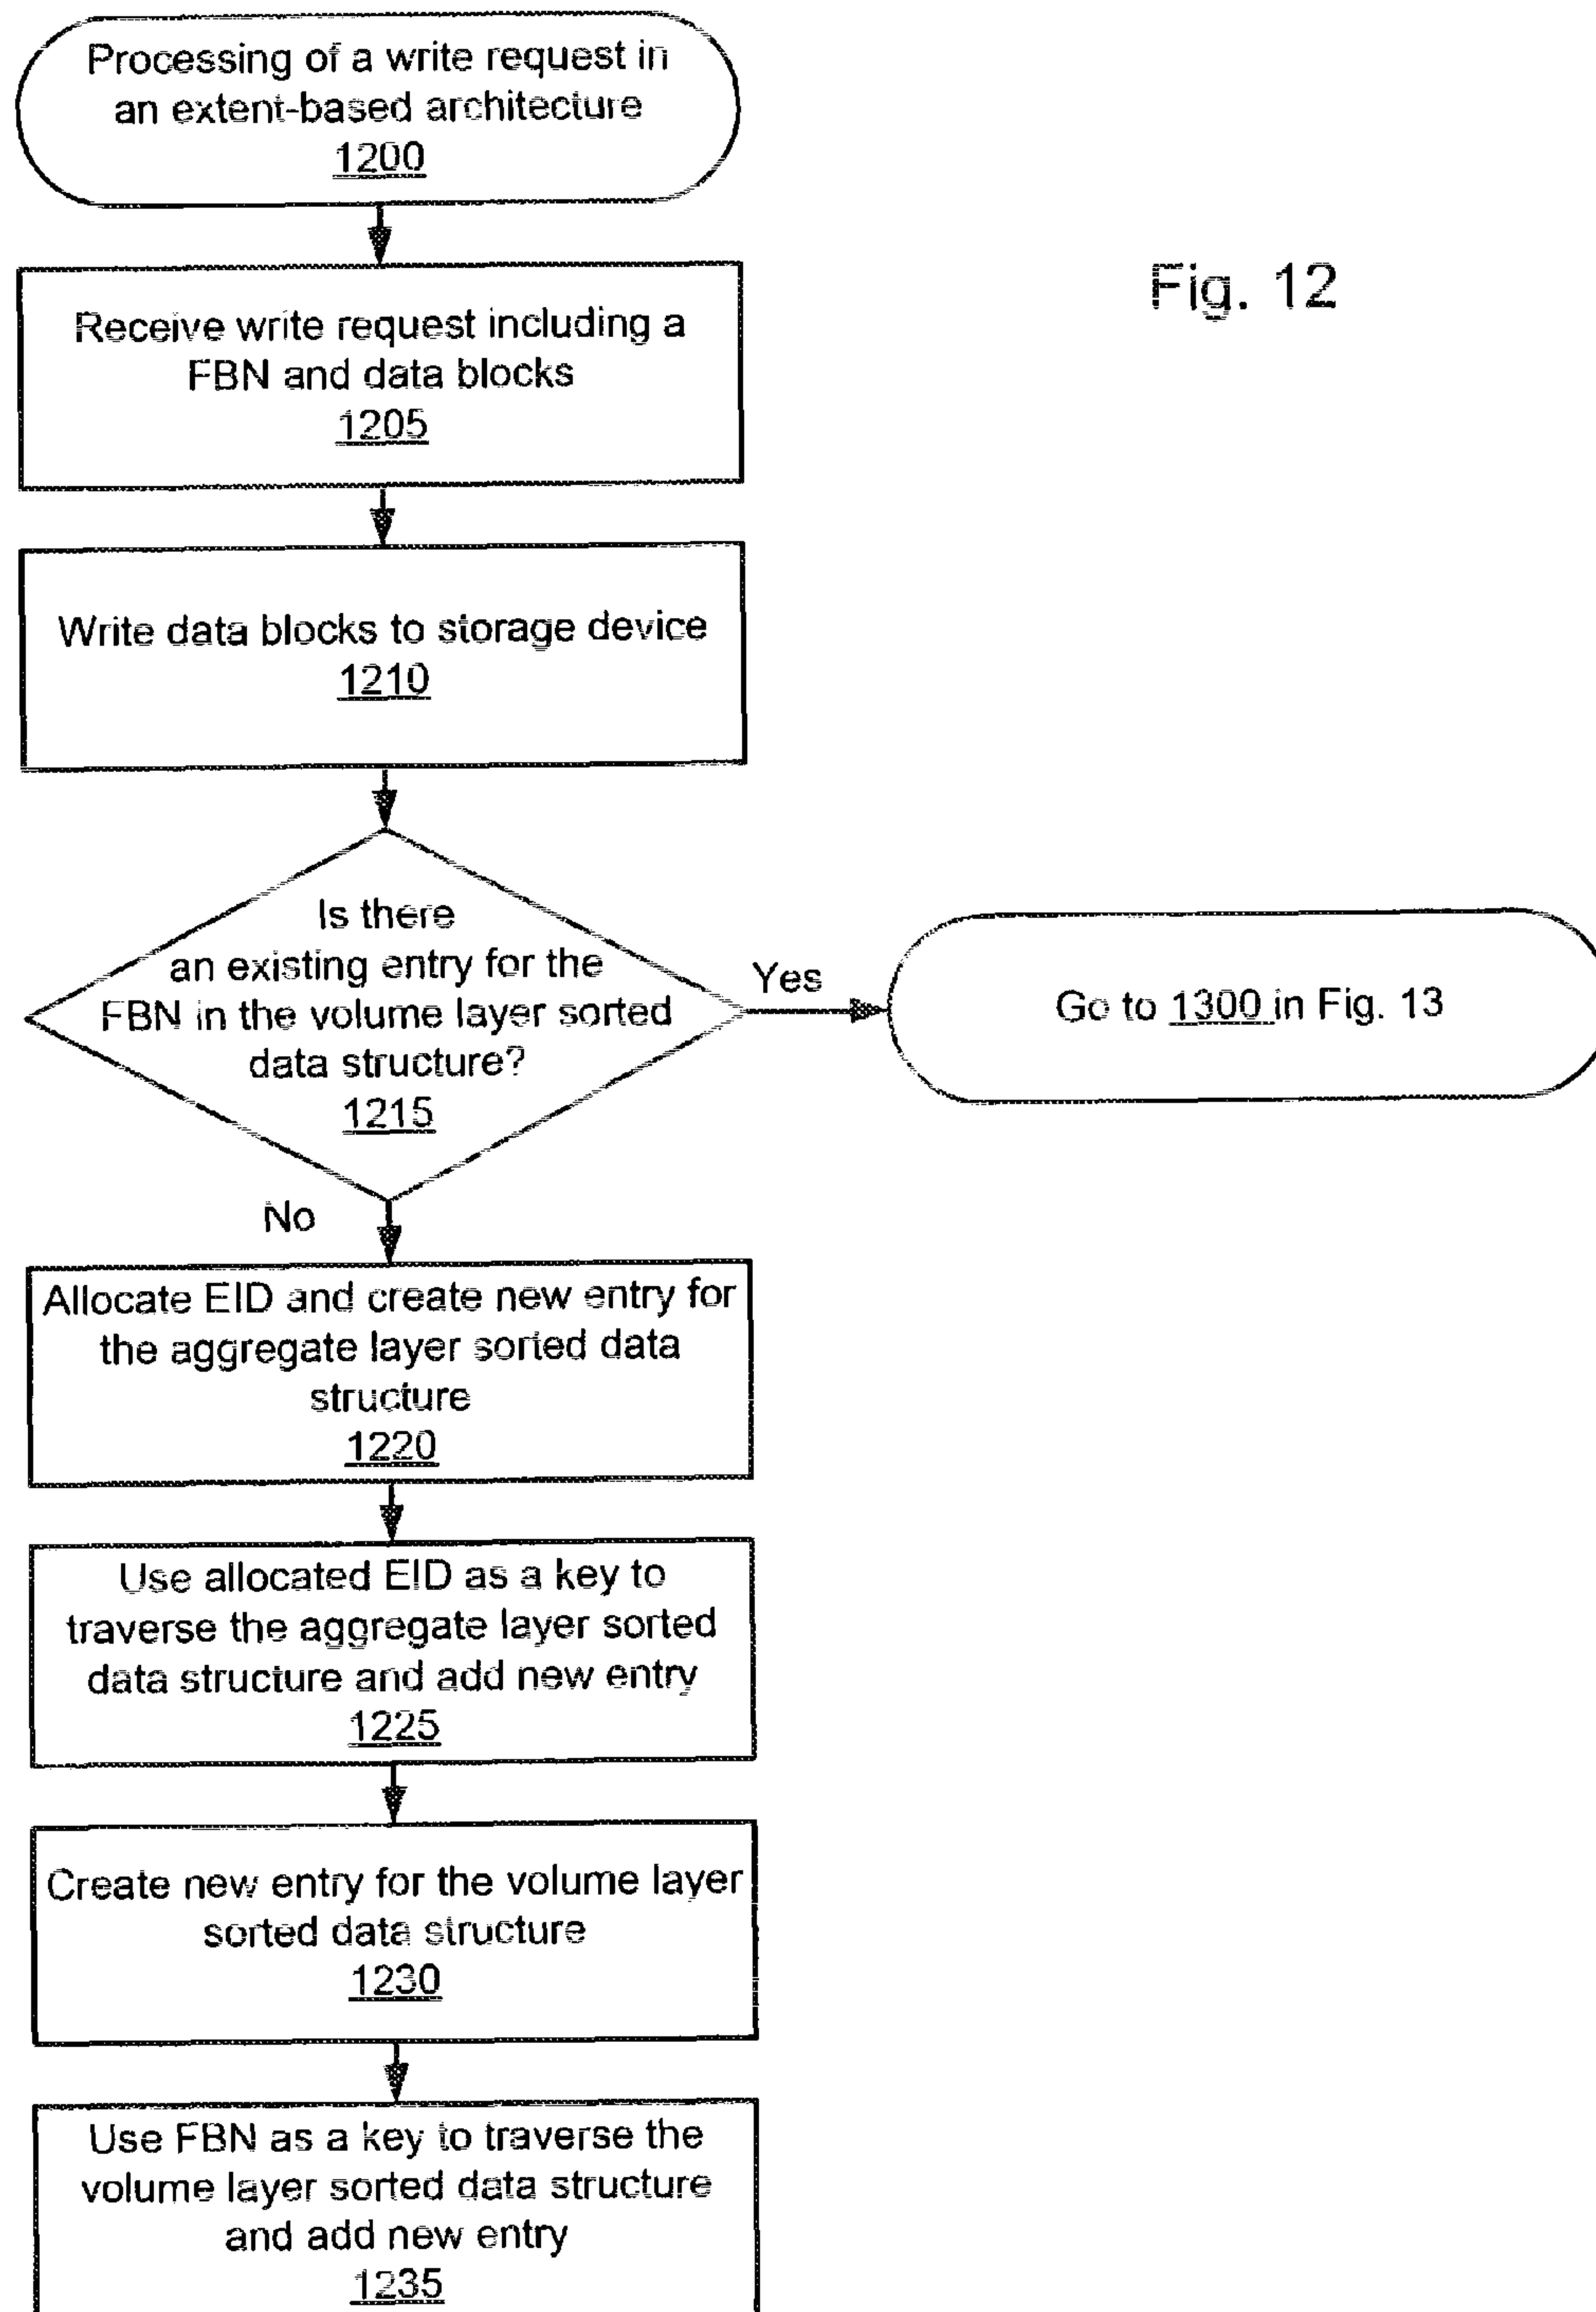 Processing of a write request in
an extent-based architecture
1200
Fig. 12
Receive write request including a
FBN and data blocks
1205
Write data blocks to storage device
1210
Is there
an existing entry for the
FBN in the volume layer sorted
data structure?
1215
Yes
Go to 1300 in Fig. 13
No
Allocate EID and create new entry for
the aggregate layer sorted data
structure
1220
Use allocated EID as a key to
traverse the aggregate layer sorted
data structure and add new entry
1225
Create new entry for the volume layer
sorted data structure
1230
Use FBN as a key to traverse the
volume layer sorted data structure
and add new entry
1235